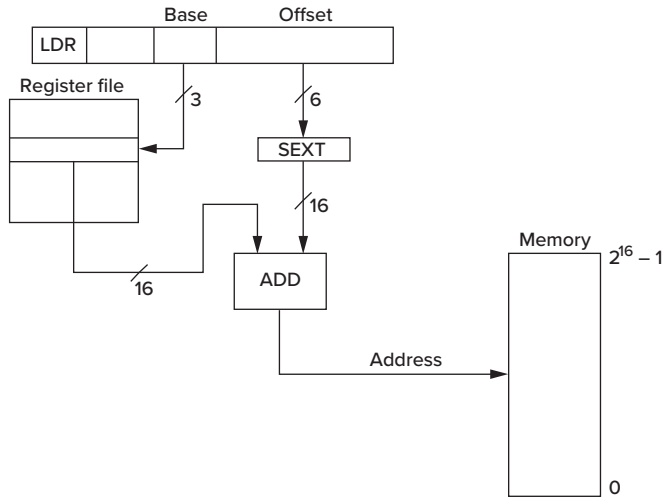 Base Offset
LDR
Register file
3 6
SEXT
16
Memory
2^16 – 1
ADD
16
Address
0